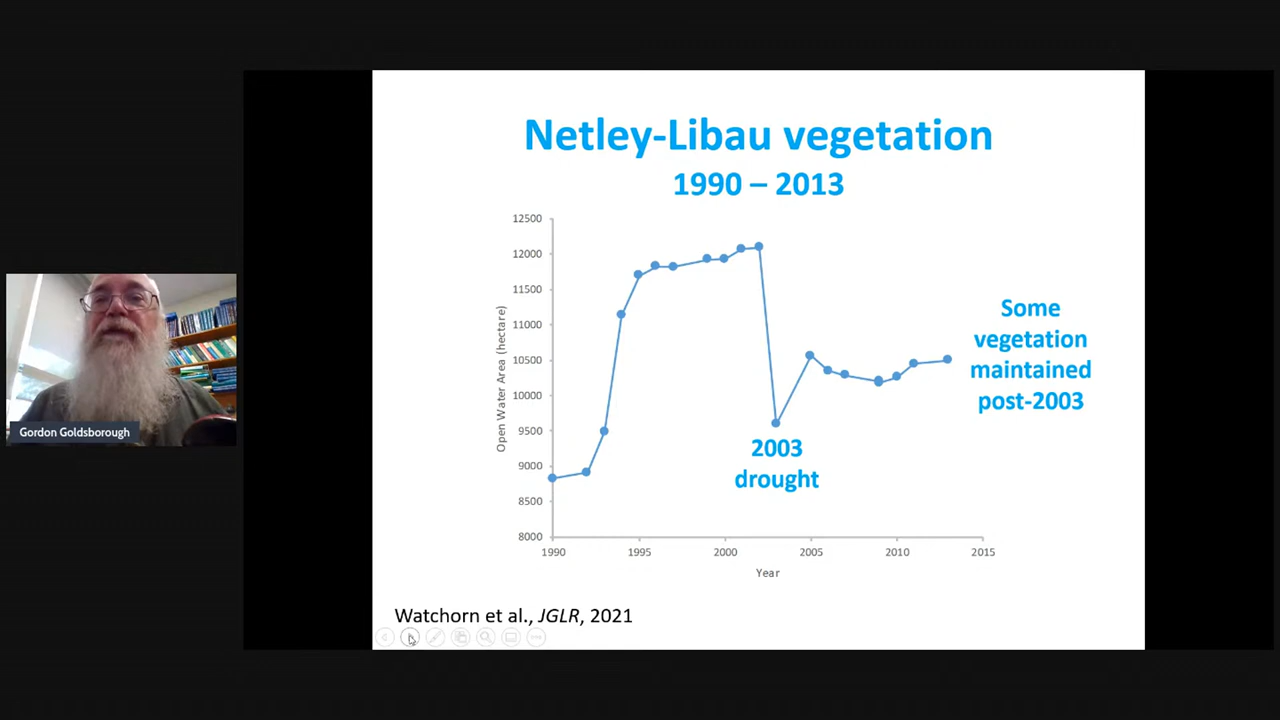 Netley-Libau vegetation
1990 – 2013
12500
12000
11500
11000
10500
10000
9500
9000
8500
8000
Open Water Area (hectare)
1990
1995
2000
2005
2010
2015
Year
2003
drought
Some
vegetation
maintained
post-2003
Watchorn et al., JGLR, 2021
Gordon Goldsborough